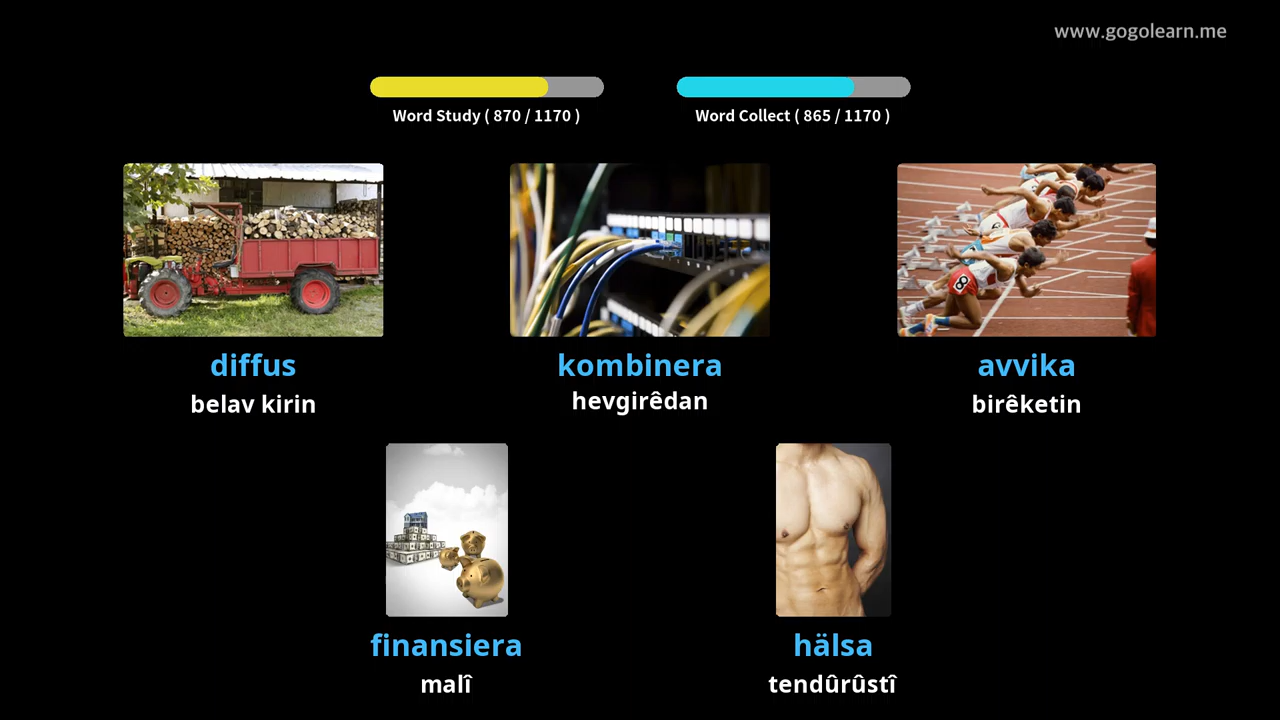 www.gogolearn.me
Word Study ( 870 / 1170 )
Word Collect ( 865 / 1170 )
diffus
kombinera
avvika
belav kirin
hevgirêdan
birêketin
finansiera
hälsa
malî
tendûrûstî